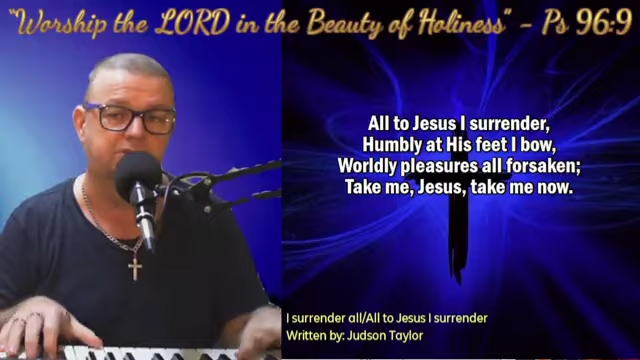 "Worship the LORD in the Beauty of Holiness" - Ps 96:9
All to Jesus I surrender,
Humbly at His feet I bow,
Worldly pleasures all forsaken;
Take me, Jesus, take me now.
I surrender all/All to Jesus I surrender
Written by: Judson Taylor